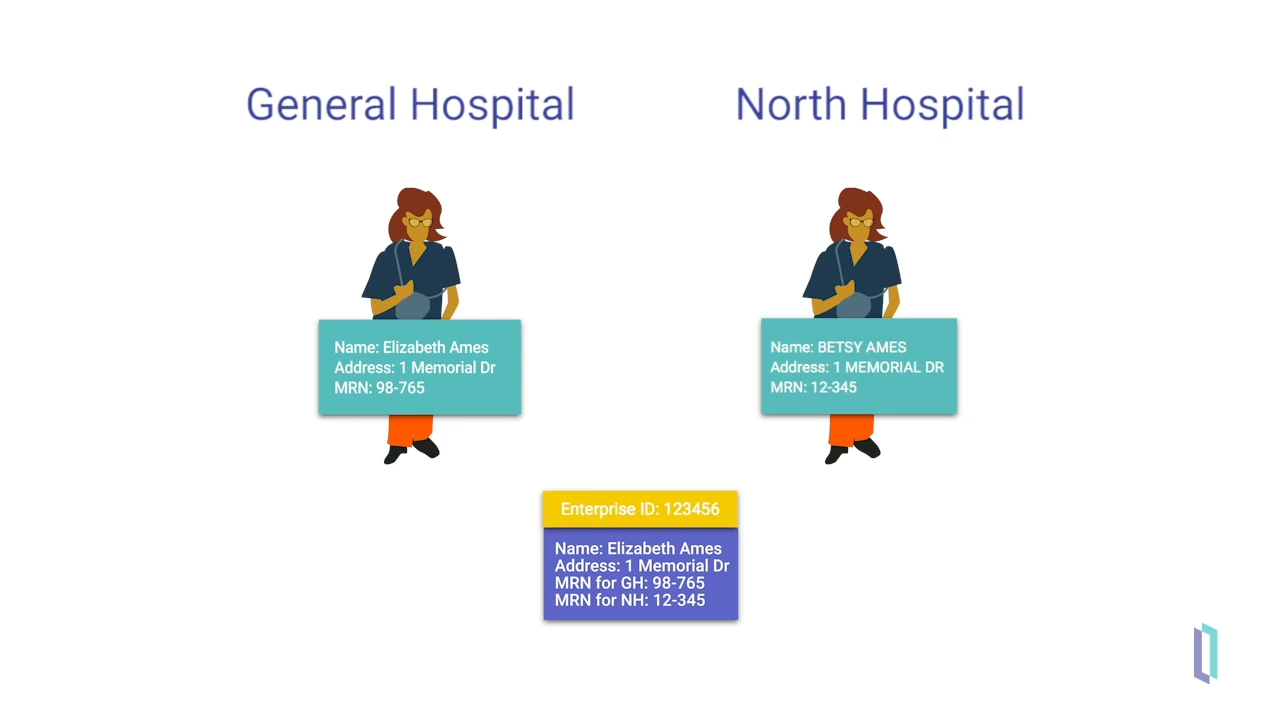 General Hospital
North Hospital
Name: Elizabeth Ames
Address: 1 Memorial Dr
MRN: 98-765
Name: BETSY AMES
Address: 1 MEMORIAL DR
MRN: 12-345
Enterprise ID: 123456
Name: Elizabeth Ames
Address: 1 Memorial Dr
MRN for GH: 98-765
MRN for NH: 12-345